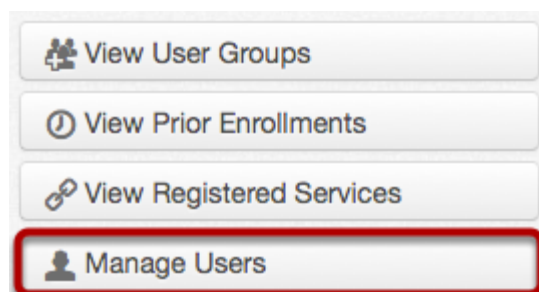 View User Groups
View Prior Enrollments
View Registered Services
Manage Users